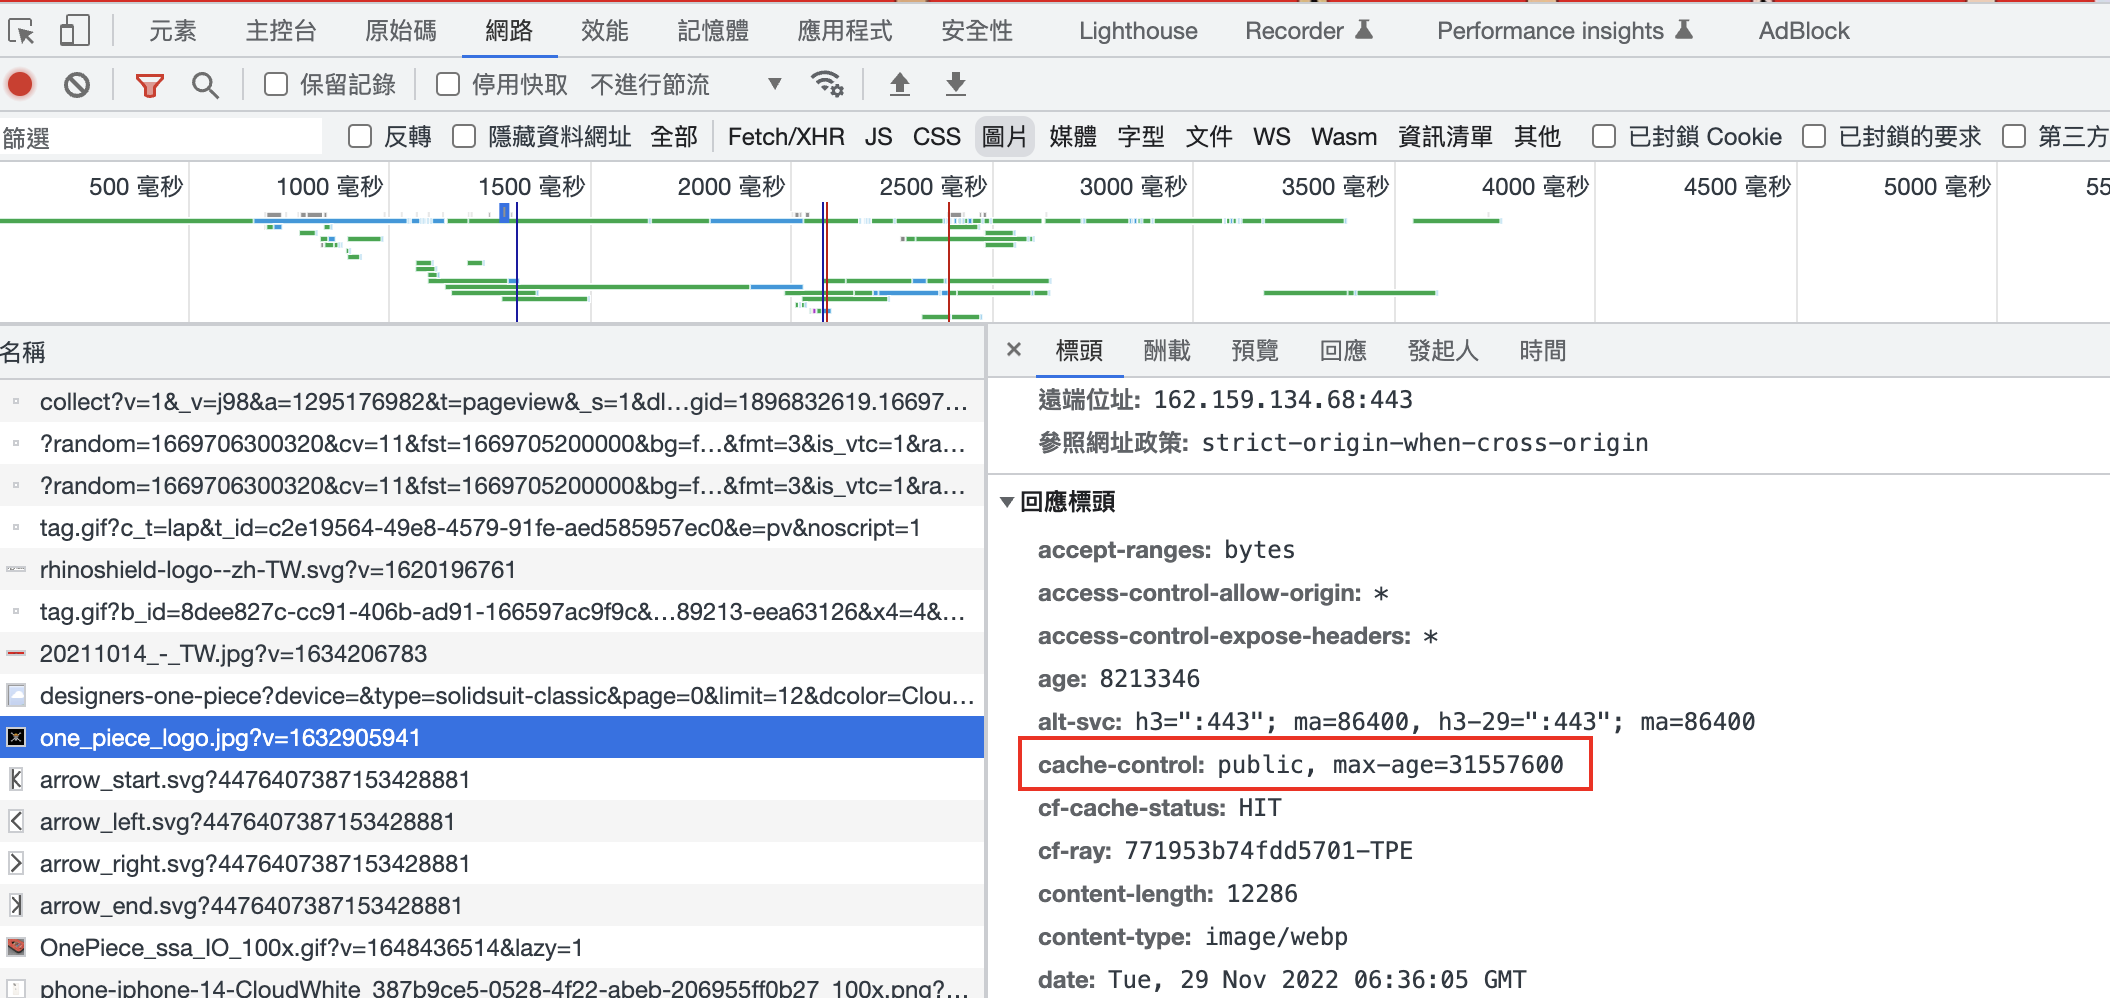 元素 主控台 原始碼 網路 效能 記憶體 應用程式 安全性 Lighthouse Recorder Performance insights AdBlock
保留記錄 停用快取 不進行節流
篩選 反轉 隱藏資料網址 全部 Fetch/XHR JS CSS 圖片 媒體 字型 文件 WS Wasm 資訊清單 其他 已封鎖 Cookie 已封鎖的要求 第三方
500 毫秒 1000 毫秒 1500 毫秒 2000 毫秒 2500 毫秒 3000 毫秒 3500 毫秒 4000 毫秒 4500 毫秒 5000 毫秒 55
名稱
collect?v=1&_v=j98&a=1295176982&t=pageview&_s=1&dl...gid=1896832619.16697...
?random=1669706300320&cv=11&fst=1669705200000&bg=f...&fmt=3&is_vtc=1&ra...
?random=1669706300320&cv=11&fst=1669705200000&bg=f...&fmt=3&is_vtc=1&ra...
tag.gif?c_t=lap&t_id=c2e19564-49e8-4579-91fe-aed585957ec0&e=pv&noscript=1
rhinoshield-logo--zh-TW.svg?v=1620196761
tag.gif?b_id=8dee827c-cc91-406b-ad91-166597ac9f9c&...89213-eea63126&x4=4&...
20211014_-_TW.jpg?v=1634206783
designers-one-piece?device=&type=solidsuit-classic&page=0&limit=12&dcolor=Clou...
one_piece_logo.jpg?v=1632905941
arrow_start.svg?4476407387153428881
arrow_left.svg?4476407387153428881
arrow_right.svg?4476407387153428881
arrow_end.svg?4476407387153428881
OnePiece_ssa_IO_100x.gif?v=1648436514&lazy=1
phone-iphone-14-CloudWhite_387b9ce5-0528-4f22-abeb-206955ff0b27_100x.png?...
× 標頭 酬載 預覽 回應 發起人 時間
遠端位址: 162.159.134.68:443
參照網址政策: strict-origin-when-cross-origin
回應標頭
accept-ranges: bytes
access-control-allow-origin: *
access-control-expose-headers: *
age: 8213346
alt-svc: h3=":443"; ma=86400, h3-29=":443"; ma=86400
cache-control: public, max-age=31557600
cf-cache-status: HIT
cf-ray: 771953b74fdd5701-TPE
content-length: 12286
content-type: image/webp
date: Tue, 29 Nov 2022 06:36:05 GMT